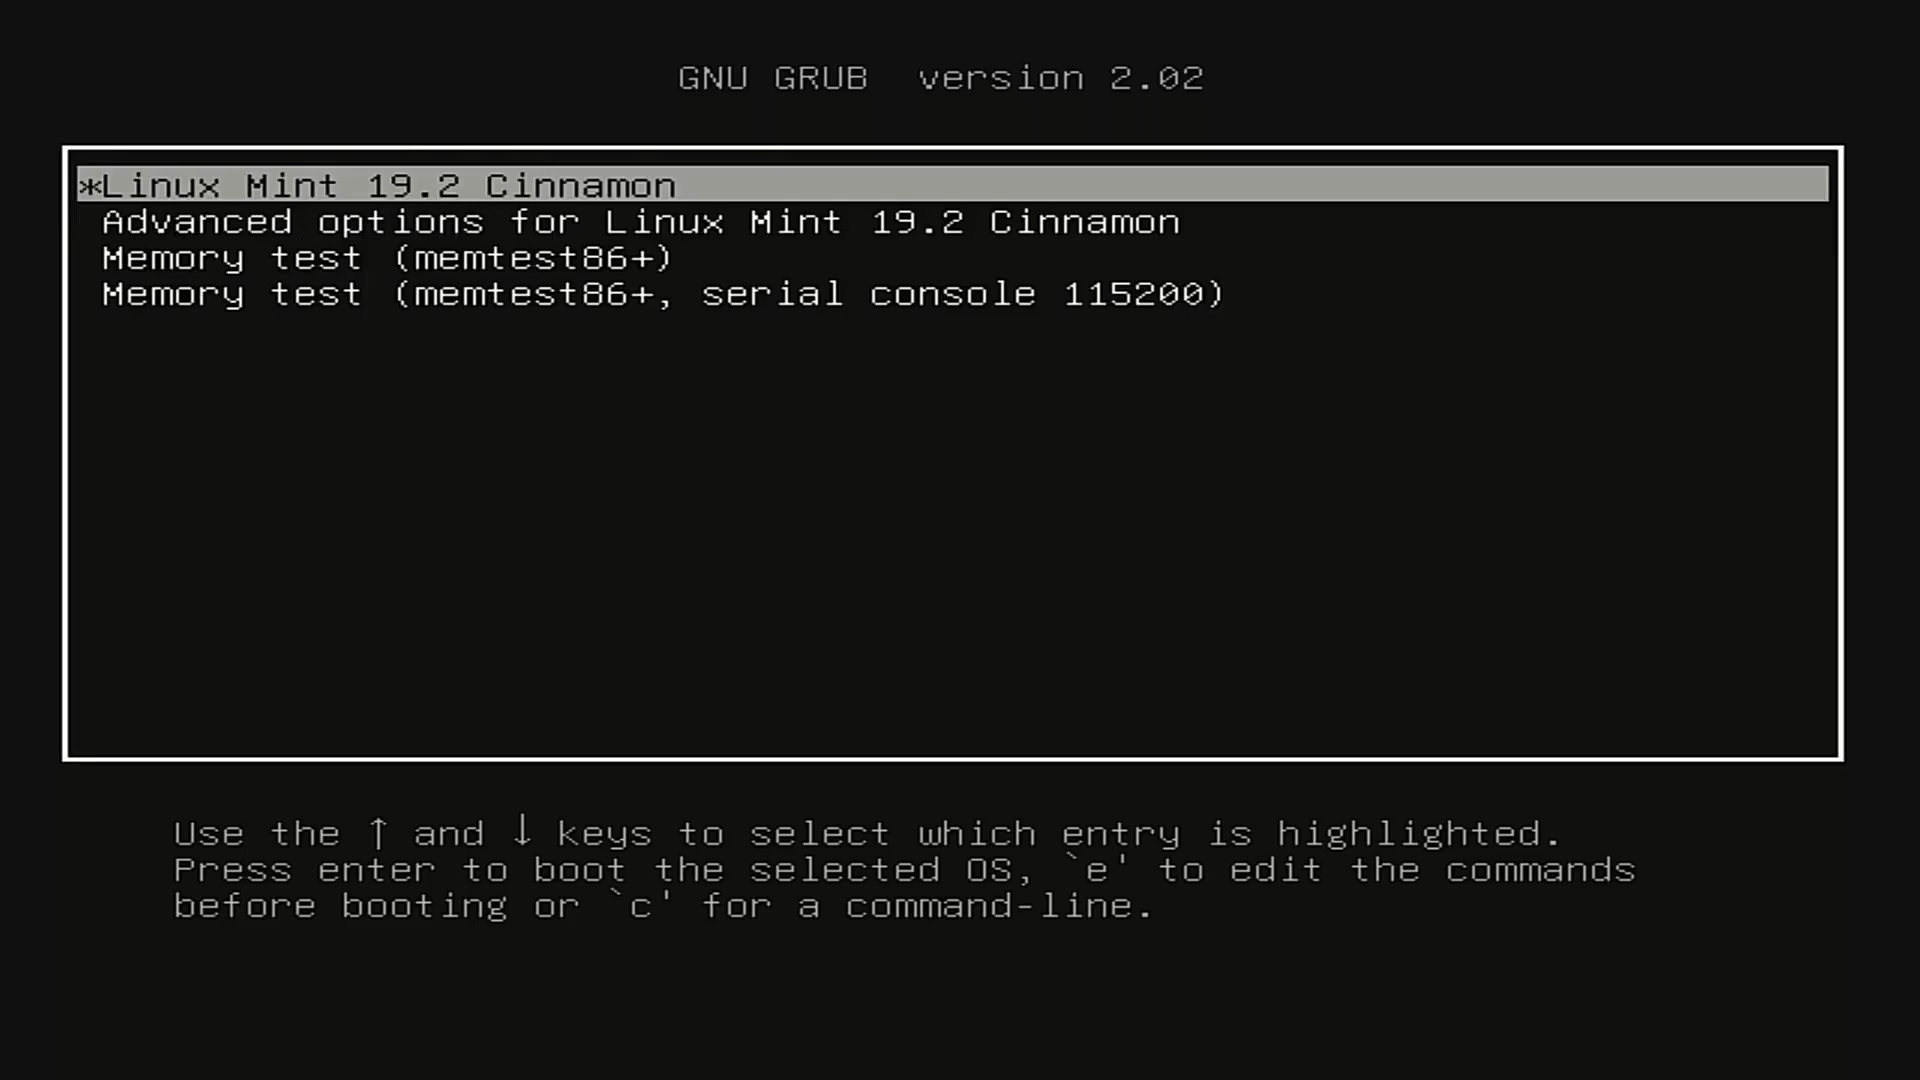 GNU GRUB  version 2.02
*Linux Mint 19.2 Cinnamon
Advanced options for Linux Mint 19.2 Cinnamon
Memory test (memtest86+)
Memory test (memtest86+, serial console 115200)
Use the ↑ and ↓ keys to select which entry is highlighted.
Press enter to boot the selected OS, `e' to edit the commands
before booting or `c' for a command-line.